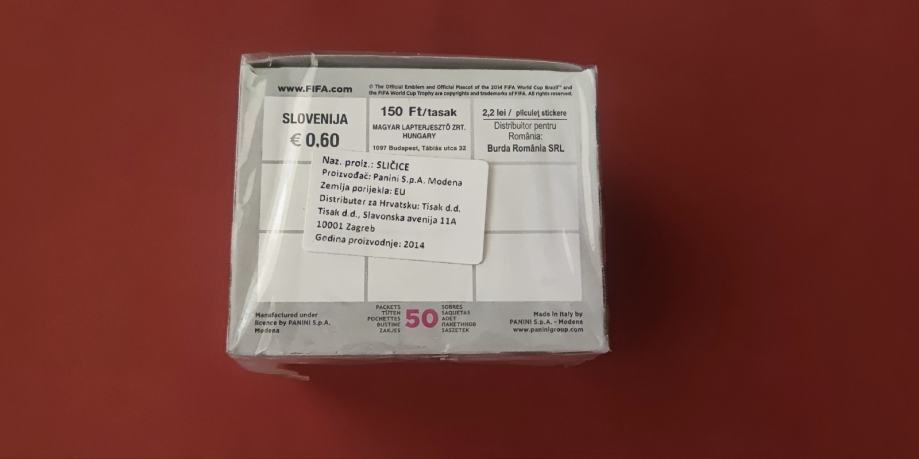 www.FIFA.com
© The Official Emblem and Official Mascot of the 2014 FIFA World Cup Brazil™ and
the FIFA World Cup Trophy are copyrights and trademarks of FIFA. All rights reserved.
SLOVENIJA
€ 0,60
150 Ft/tasak
MAGYAR LAPTERJESZTŐ ZRT.
HUNGARY
1097 Budapest, Táblás utca 32
2,2 lei / pliculeț stickere
Distribuitor pentru
România:
Burda România SRL
Naz. proiz.: SLIČICE
Proizvođač: Panini S.p.A. Modena
Zemlja porijekla: EU
Distributer za Hrvatsku: Tisak d.d.
Tisak d.d., Slavonska avenija 11A
10001 Zagreb
Godina proizvodnje: 2014
Manufactured under
licence by PANINI S.p.A.
Modena
PACKETS
TÜTEN
POCHETTES
BUSTINE
ZAKJES
50
SOBRES
SAQUETAS
ADET
ПАКЕТИКОВ
SASZETEK
Made in Italy by
PANINI S.p.A. - Modena
www.paninigroup.com